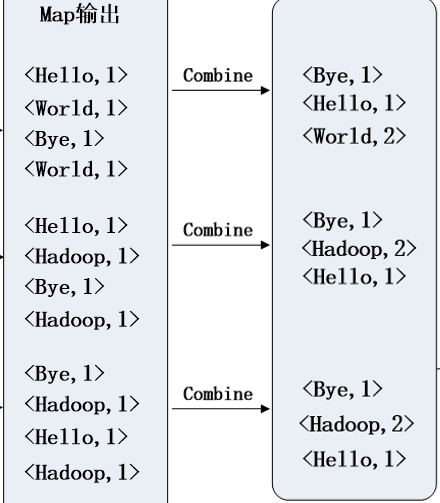 Map输出
<Hello, 1>
<World, 1>
<Bye, 1>
<World, 1>
Combine
<Bye, 1>
<Hello, 1>
<World, 2>
<Hello, 1>
<Hadoop, 1>
<Bye, 1>
<Hadoop, 1>
Combine
<Bye, 1>
<Hadoop, 2>
<Hello, 1>
<Bye, 1>
<Hadoop, 1>
<Hello, 1>
<Hadoop, 1>
Combine
<Bye, 1>
<Hadoop, 2>
<Hello, 1>